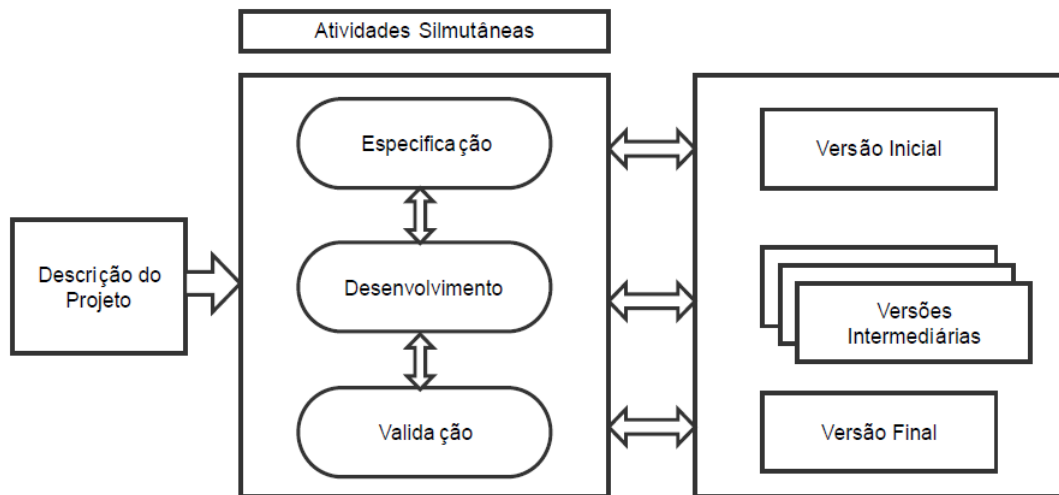 Atividades Silmutâneas
Especificação
Versão Inicial
Descrição do
Projeto
Desenvolvimento
Versões
Intermediárias
Validação
Versão Final